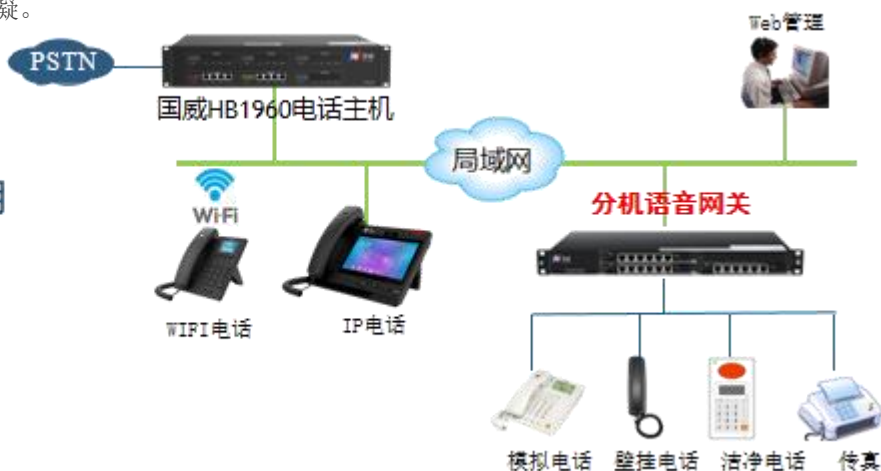 疑。
Web管理
PSTN
国威HB1960电话主机
局域网
WiFi
分机语音网关
WIFI电话
IP电话
模拟电话
壁挂电话
洁净电话
传真